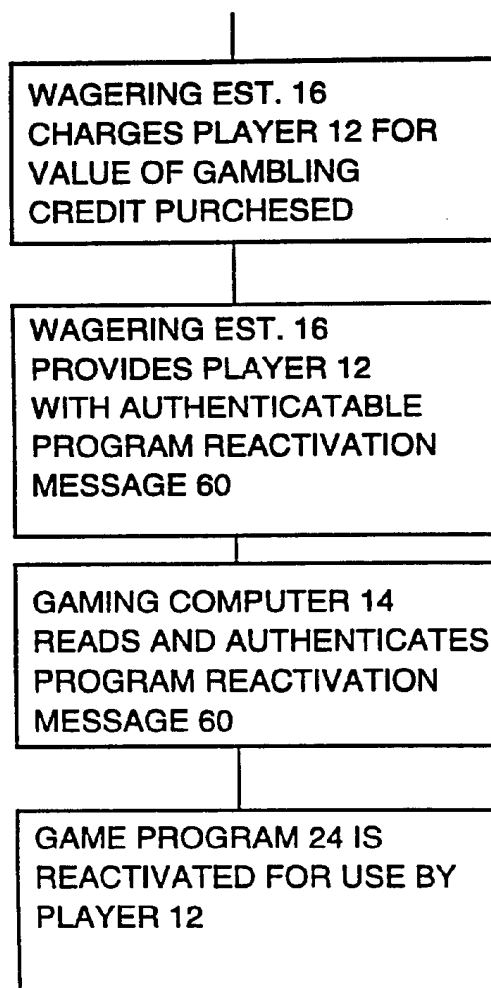 WAGERING EST. 16
CHARGES PLAYER 12 FOR
VALUE OF GAMBLING
CREDIT PURCHESED
WAGERING EST. 16
PROVIDES PLAYER 12
WITH AUTHENTICATABLE
PROGRAM REACTIVATION
MESSAGE 60
GAMING COMPUTER 14
READS AND AUTHENTICATES
PROGRAM REACTIVATION
MESSAGE 60
GAME PROGRAM 24 IS
REACTIVATED FOR USE BY
PLAYER 12